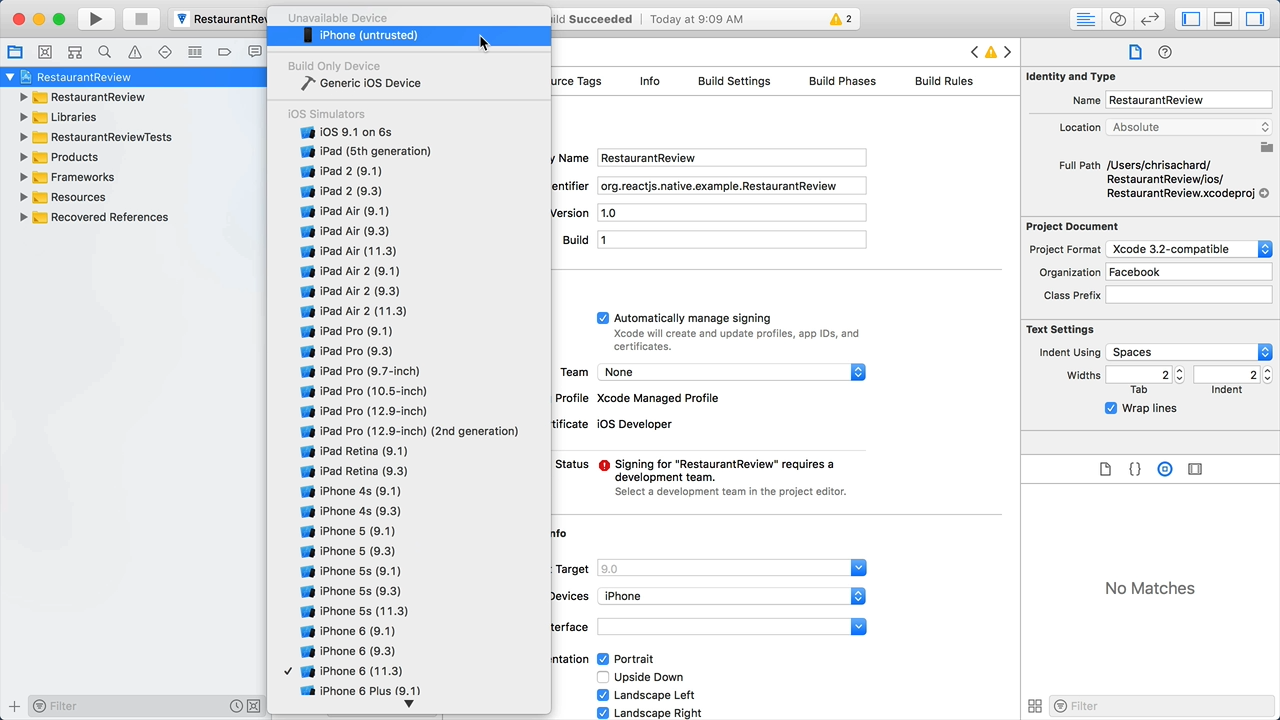 RestaurantRev
ild Succeeded | Today at 9:09 AM
2
Unavailable Device
iPhone (untrusted)
Build Only Device
Generic iOS Device
iOS Simulators
iOS 9.1 on 6s
iPad (5th generation)
iPad 2 (9.1)
iPad 2 (9.3)
iPad Air (9.1)
iPad Air (9.3)
iPad Air (11.3)
iPad Air 2 (9.1)
iPad Air 2 (9.3)
iPad Air 2 (11.3)
iPad Pro (9.1)
iPad Pro (9.3)
iPad Pro (9.7-inch)
iPad Pro (10.5-inch)
iPad Pro (12.9-inch)
iPad Pro (12.9-inch) (2nd generation)
iPad Retina (9.1)
iPad Retina (9.3)
iPhone 4s (9.1)
iPhone 4s (9.3)
iPhone 5 (9.1)
iPhone 5 (9.3)
iPhone 5s (9.1)
iPhone 5s (9.3)
iPhone 5s (11.3)
iPhone 6 (9.1)
iPhone 6 (9.3)
iPhone 6 (11.3)
iPhone 6 Plus (9.1)
RestaurantReview
RestaurantReview
Libraries
RestaurantReviewTests
Products
Frameworks
Resources
Recovered References
Filter
urce Tags Info Build Settings Build Phases Build Rules
y Name RestaurantReview
entifier org.reactjs.native.example.RestaurantReview
Version 1.0
Build 1
Automatically manage signing
Xcode will create and update profiles, app IDs, and
certificates.
Team None
Profile Xcode Managed Profile
tificate iOS Developer
Status Signing for "RestaurantReview" requires a
development team.
Select a development team in the project editor.
nfo
t Target 9.0
Devices iPhone
terface
entation Portrait
Upside Down
Landscape Left
Landscape Right
Identity and Type
Name RestaurantReview
Location Absolute
Full Path /Users/chrisachard/
RestaurantReview/ios/
RestaurantReview.xcodeproj
Project Document
Project Format Xcode 3.2-compatible
Organization Facebook
Class Prefix
Text Settings
Indent Using Spaces
Widths 2 2
Tab Indent
Wrap lines
{}
No Matches
Filter